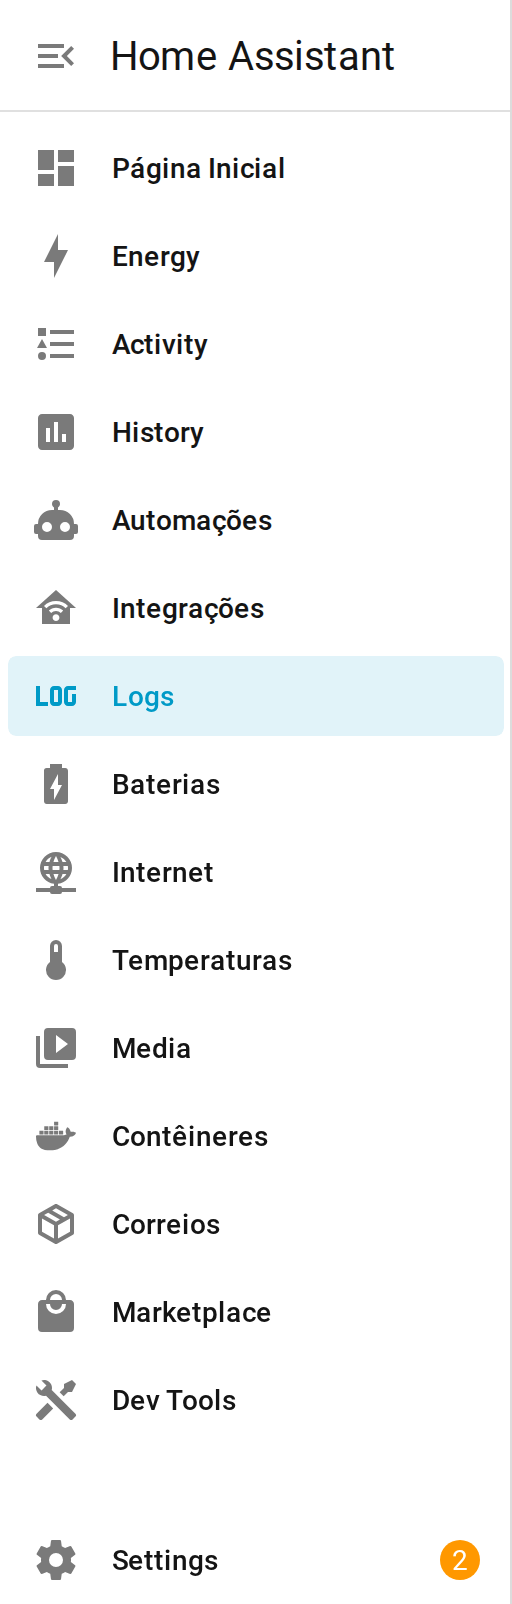 Home Assistant
Página Inicial
Energy
Activity
History
Automações
Integrações
LOG Logs
Baterias
Internet
Temperaturas
Media
Contêineres
Correios
Marketplace
Dev Tools
Settings 2